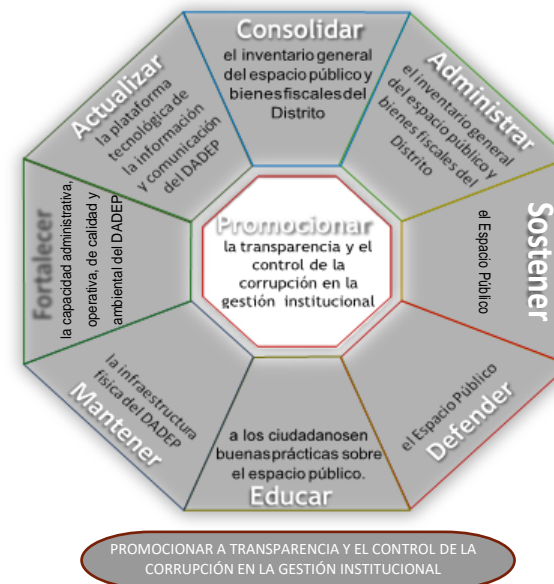 Consolidar
el inventario general
del espacio público y
bienes fiscales del
Distrito
Administrar
el inventario general
del espacio público y
bienes fiscales del
Distrito
Sostener
el Espacio Público
el Espacio Público
Defender
a los ciudadanosen
buenas prácticas sobre
el espacio público.
Educar
la infraestructura
física del DADEP
Mantener
Fortalecer
la capacidad administrativa,
operativa, de calidad y
ambiental del DADEP
Actualizar
la plataforma
tecnológica de
la información
y comunicación
del DADEP
Promocionar
la transparencia y el
control de la
corrupción en la
gestión institucional
PROMOCIONAR A TRANSPARENCIA Y EL CONTROL DE LA
CORRUPCIÓN EN LA GESTIÓN INSTITUCIONAL